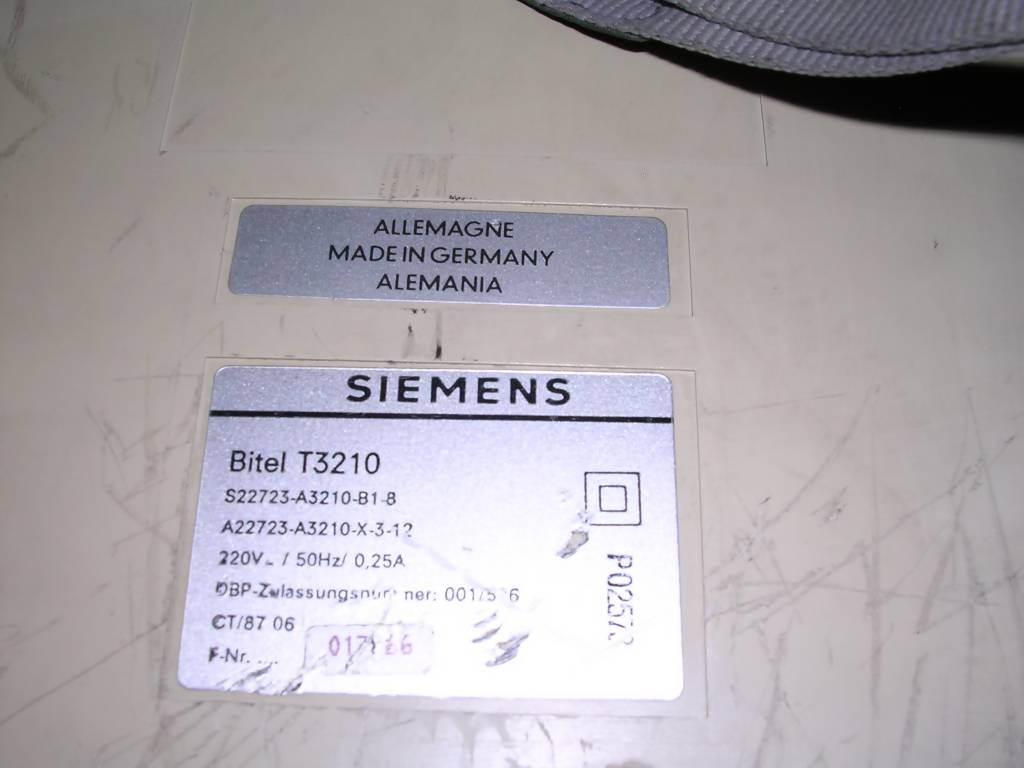 ALLEMAGNE
MADE IN GERMANY
ALEMANIA
SIEMENS
Bitel T3210
S22723-A3210-B1-8
A22723-A3210-X-3-12
220V~ / 50Hz/ 0,25A
CT/87 06
F-Nr.